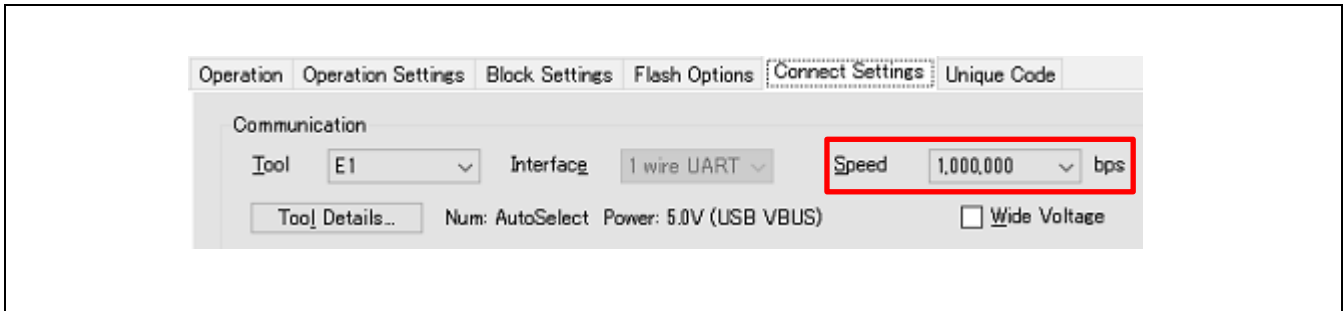 Operation Operation Settings Block Settings Flash Options Connect Settings Unique Code
Communication
Tool E1 Interface 1 wire UART Speed 1,000,000 bps
Tool Details... Num: AutoSelect Power: 5.0V (USB VBUS) Wide Voltage